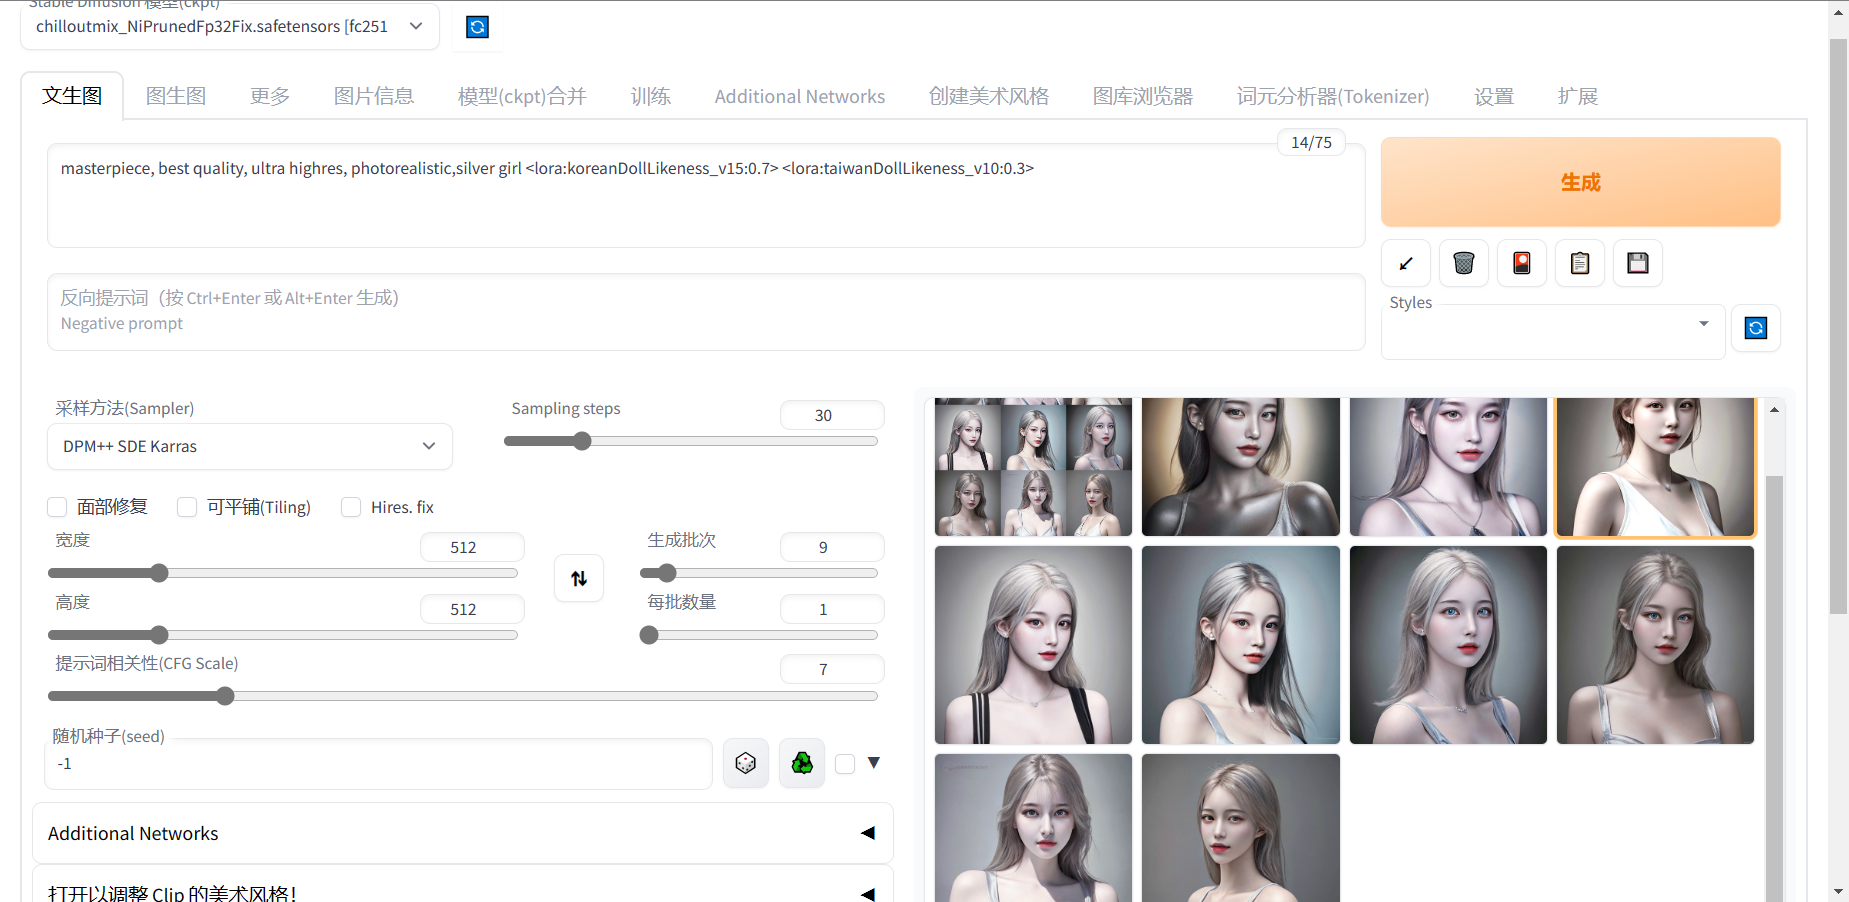 Stable Diffusion 模型(ckpt)
chilloutmix_NiPrunedFp32Fix.safetensors [fc251
文生图
图生图
更多
图片信息
模型(ckpt)合并
训练
Additional Networks
创建美术风格
图库浏览器
词元分析器(Tokenizer)
设置
扩展
14/75
masterpiece, best quality, ultra highres, photorealistic,silver girl <lora:koreanDollLikeness_v15:0.7> <lora:taiwanDollLikeness_v10:0.3>
生成
反向提示词（按 Ctrl+Enter 或 Alt+Enter 生成）
Negative prompt
Styles
采样方法(Sampler)
DPM++ SDE Karras
Sampling steps
30
面部修复
可平铺(Tiling)
Hires. fix
宽度
512
生成批次
9
高度
512
每批数量
1
提示词相关性(CFG Scale)
7
随机种子(seed)
-1
Additional Networks
打开以调整 Clip 的美术风格!